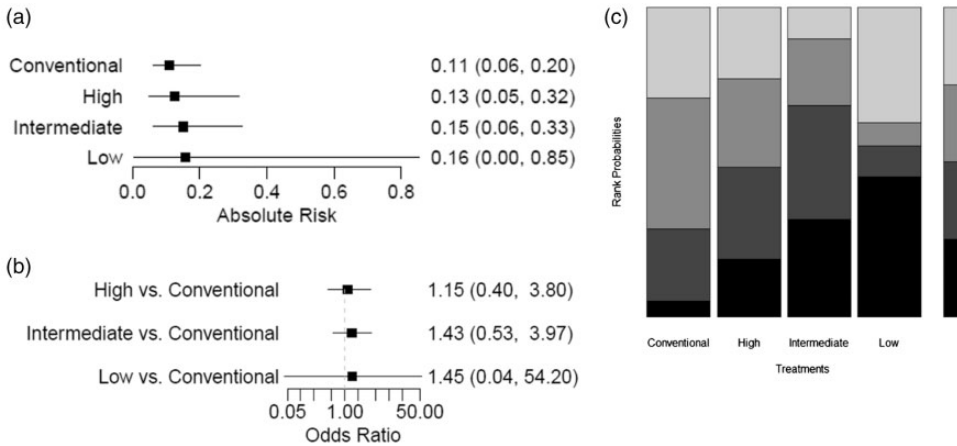 (a)
Conventional 0.11 (0.06, 0.20)
High 0.13 (0.05, 0.32)
Intermediate 0.15 (0.06, 0.33)
Low 0.16 (0.00, 0.85)
0.0 0.2 0.4 0.6 0.8
Absolute Risk
(b)
High vs. Conventional 1.15 (0.40, 3.80)
Intermediate vs. Conventional 1.43 (0.53, 3.97)
Low vs. Conventional 1.45 (0.04, 54.20)
0.05 1.00 50.00
Odds Ratio
(c)
Rank Probabilities
Conventional High Intermediate Low
Treatments